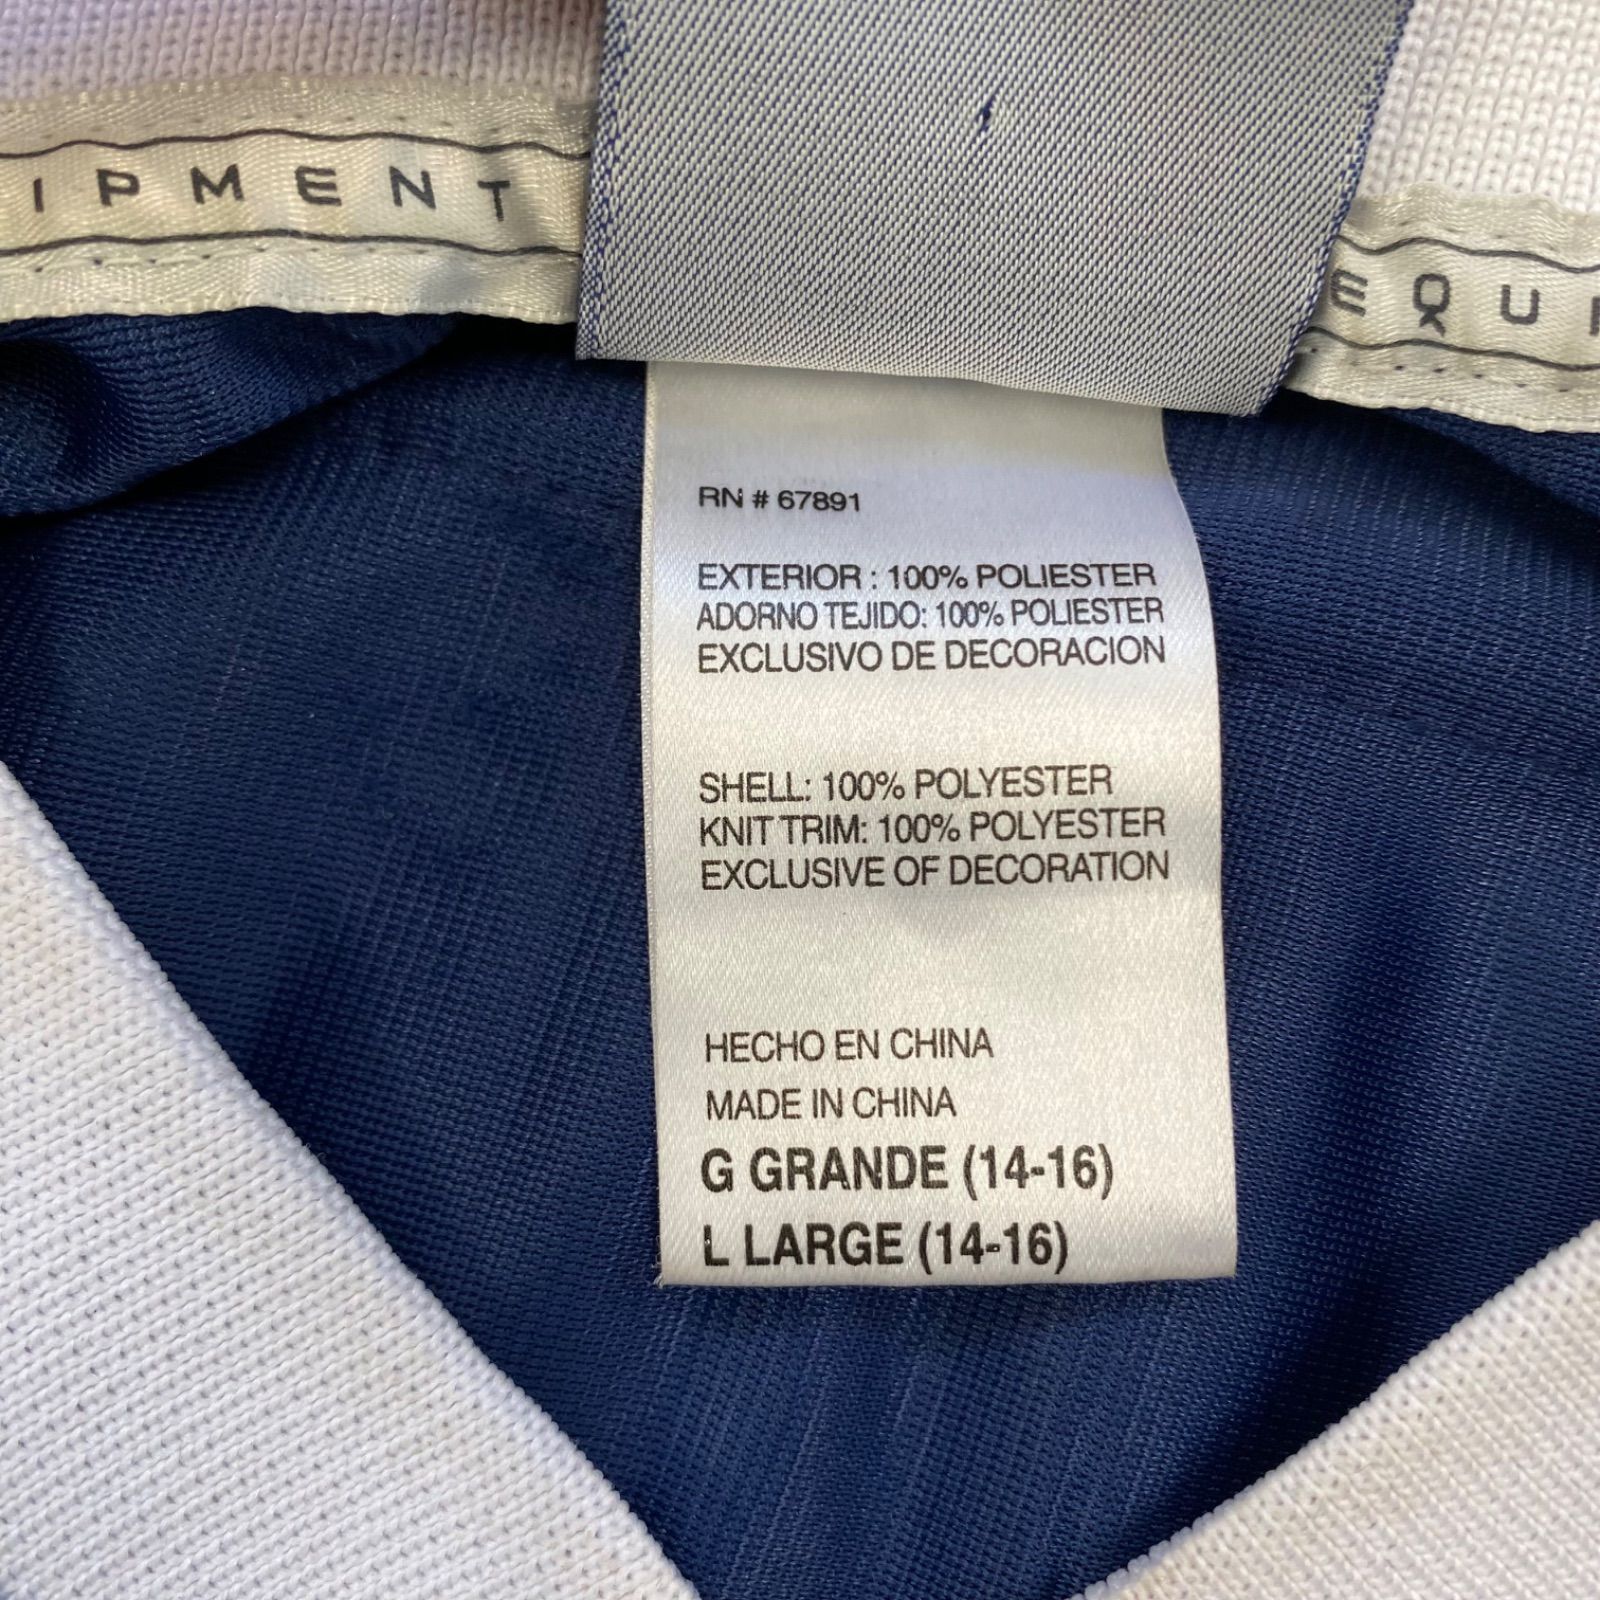 IPMENT
EQU
RN # 67891
EXTERIOR : 100% POLIESTER
ADORNO TEJIDO: 100% POLIESTER
EXCLUSIVO DE DECORACION
SHELL: 100% POLYESTER
KNIT TRIM: 100% POLYESTER
EXCLUSIVE OF DECORATION
HECHO EN CHINA
MADE IN CHINA
G GRANDE (14-16)
L LARGE (14-16)